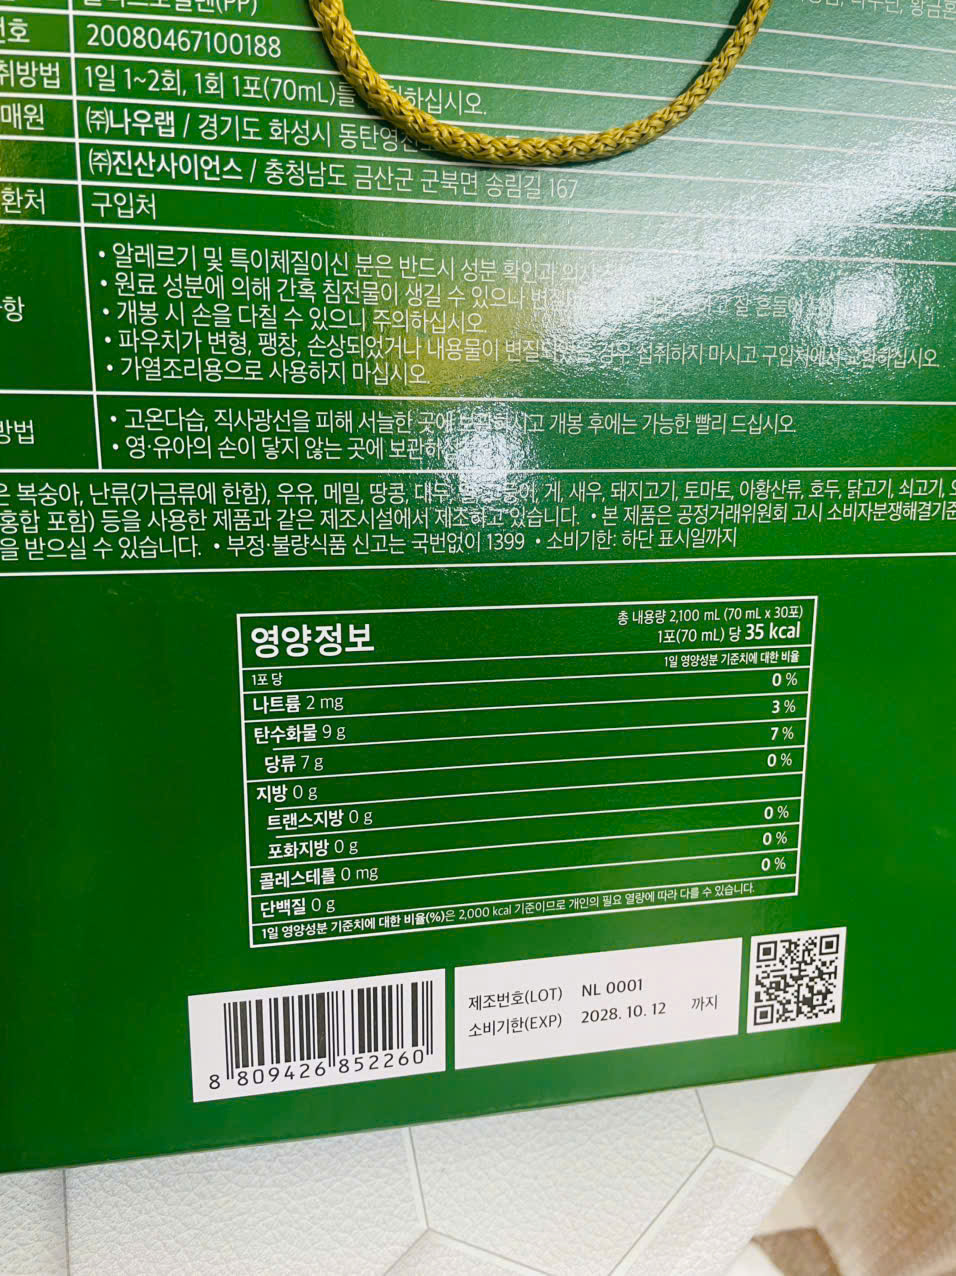 20080467100188
1일 1~2회, 1회 1포(70mL)를 하십시오.
매원 ㈜나우랩 / 경기도 화성시
㈜진산사이언스 / 충청남도 금산군 군북면 송림길 167
환처 구입처
• 알레르기 및 특이체질이신 분은 반드시 성분 확인과
• 원료 성분에 의해 간혹 침전물이 생길 수 있으나
• 개봉 시 손을 다칠 수 있으니 주의하십시오.
• 파우치가 변형, 팽창, 손상되었거나 내용물이 변질되었을 경우 섭취하지 마시고 구입처에서 교환하십시오.
• 가열조리용으로 사용하지 마십시오.
• 고온다습, 직사광선을 피해 서늘한 곳에 보관하시고 개봉 후에는 가능한 빨리 드십시오.
• 영·유아의 손이 닿지 않는 곳에
은 복숭아, 난류(가금류에 한함), 우유, 메밀, 땅콩, 대두, 게, 새우, 돼지고기, 토마토, 아황산류, 호두, 닭고기, 쇠고기,
홍합 포함) 등을 사용한 제품과 같은 제조시설에서 제조하고 있습니다. • 본 제품은 공정거래위원회 고시 소비자분쟁해결기준
을 받으실 수 있습니다. • 부정·불량식품 신고는 국번없이 1399 • 소비기한: 하단 표시일까지
영양정보
총 내용량 2,100 mL (70 mL x 30포)
1포(70 mL) 당 35 kcal
1포 당
1일 영양성분 기준치에 대한 비율
나트륨 2 mg 0 %
탄수화물 9 g 3 %
당류 7 g 7 %
지방 0 g 0 %
트랜스지방 0 g
포화지방 0 g 0 %
콜레스테롤 0 mg 0 %
단백질 0 g 0 %
1일 영양성분 기준치에 대한 비율(%)은 2,000 kcal 기준이므로 개인의 필요 열량에 따라 다를 수 있습니다.
8 809426 852260
제조번호(LOT) NL 0001
소비기한(EXP) 2028. 10. 12 까지